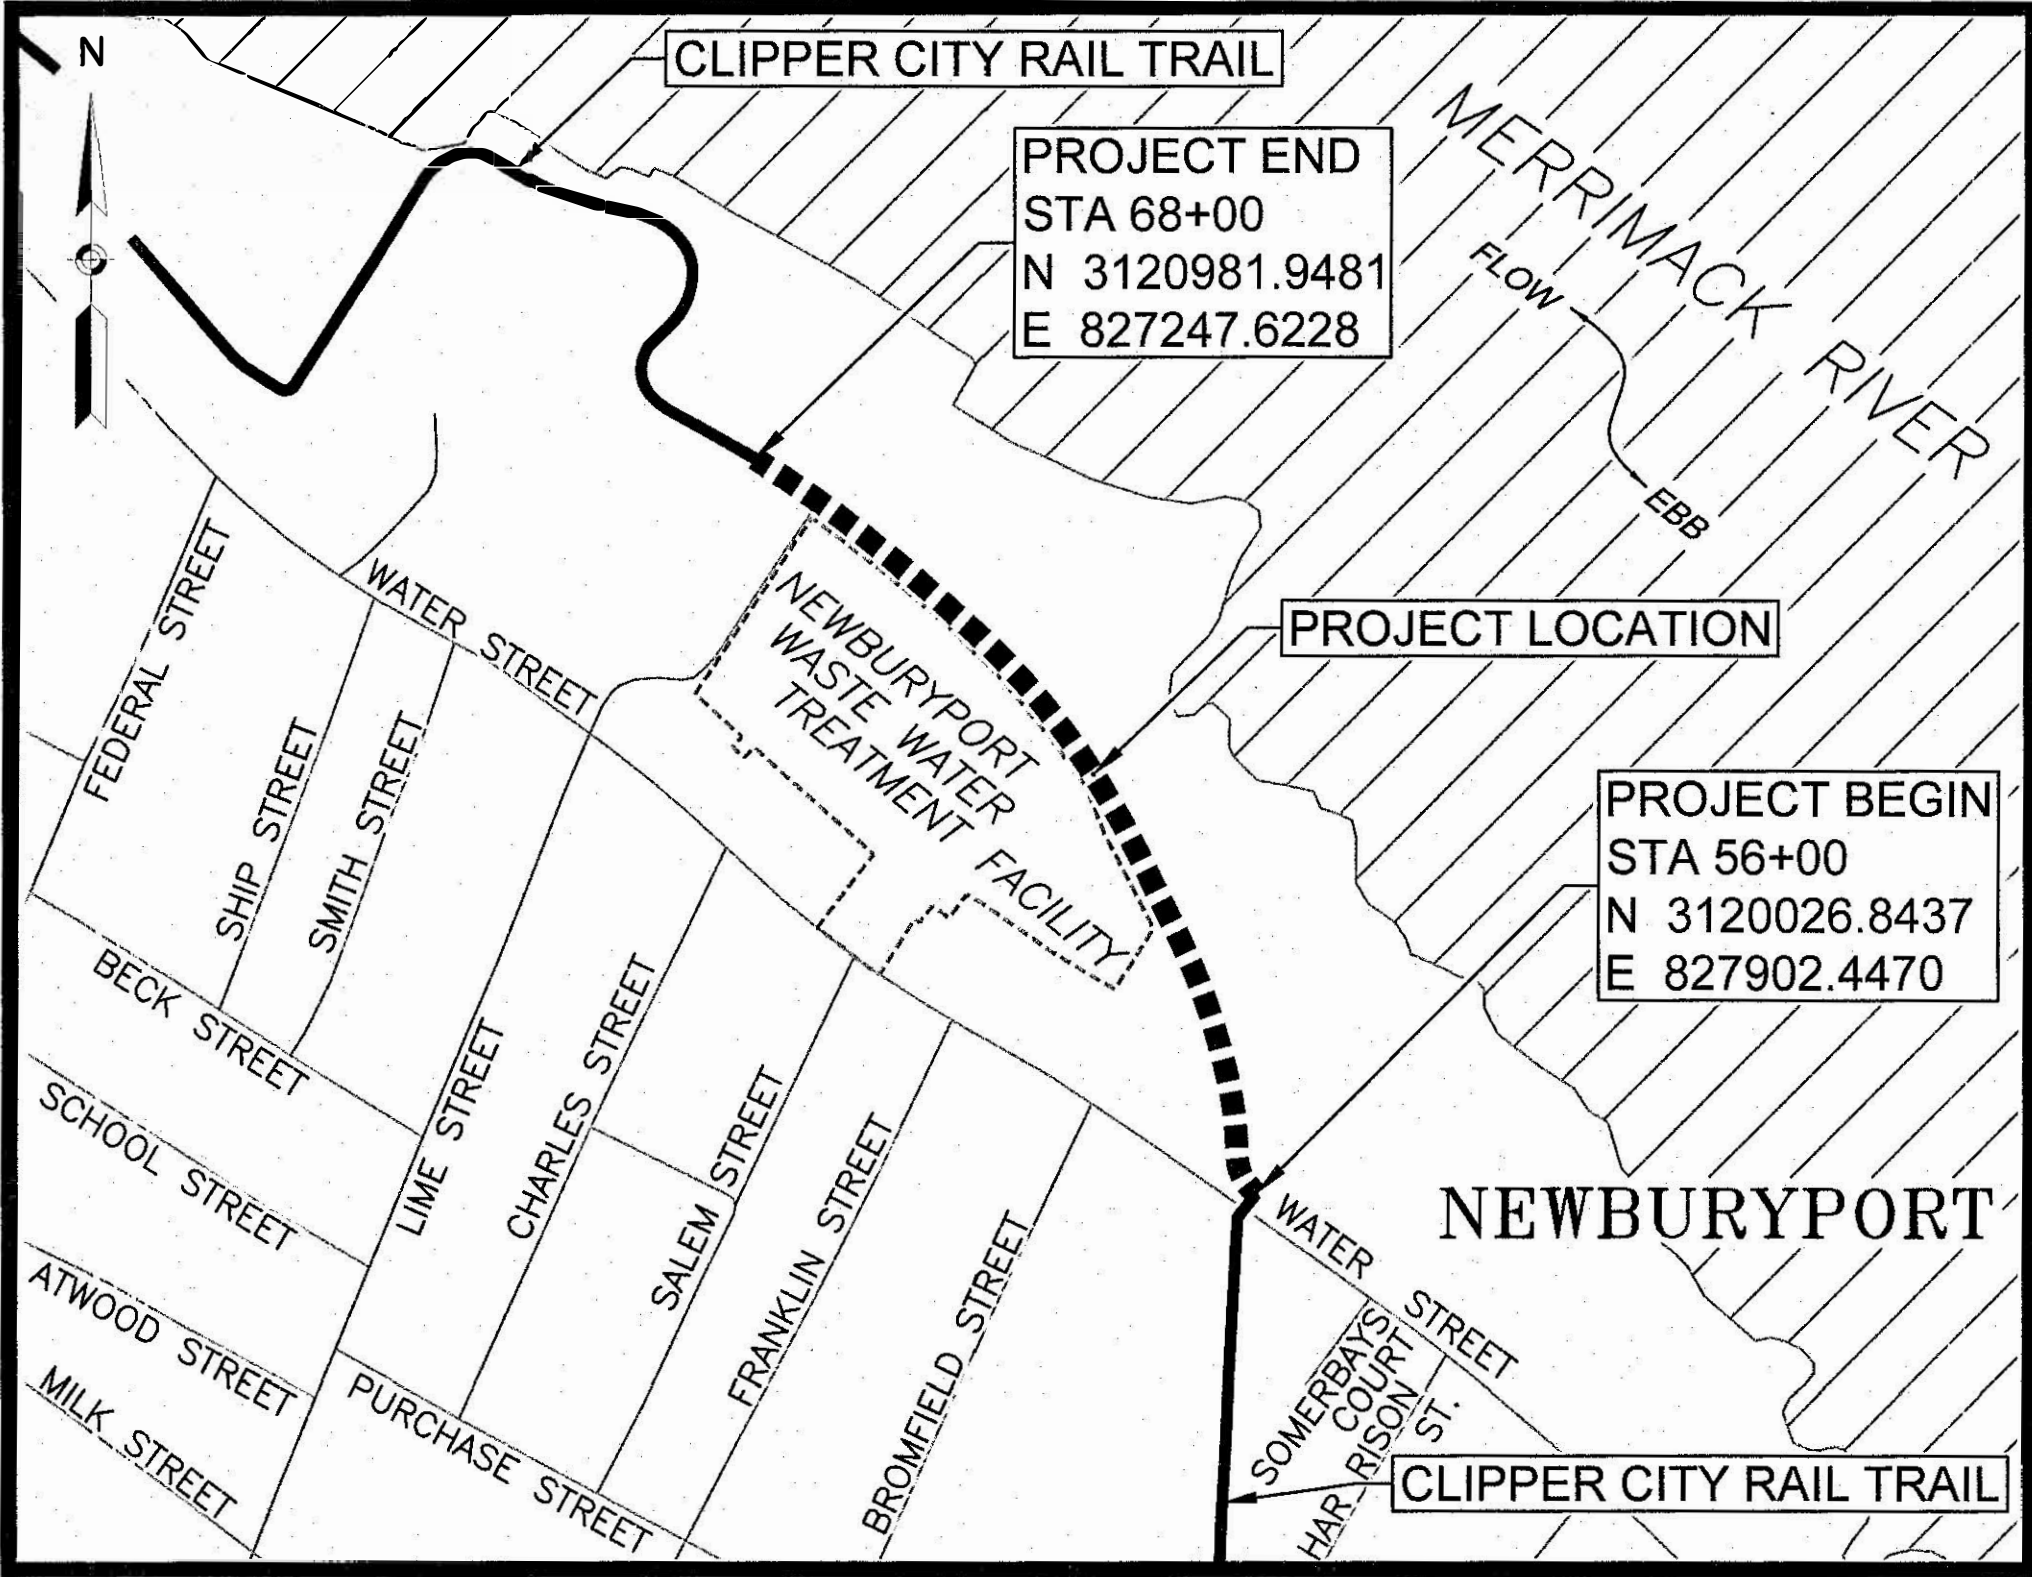 N
CLIPPER CITY RAIL TRAIL
PROJECT END
STA 68+00
N 3120981.9481
E 827247.6228
MERRIMACK RIVER
FLOW
EBB
PROJECT LOCATION
PROJECT BEGIN
STA 56+00
N 3120026.8437
E 827902.4470
NEWBURYPORT
WASTE WATER
TREATMENT FACILITY
WATER STREET
FEDERAL STREET
SHIP STREET
SMITH STREET
BECK STREET
SCHOOL STREET
ATWOOD STREET
MILK STREET
LIME STREET
CHARLES STREET
SALEM STREET
FRANKLIN STREET
BROMFIELD STREET
PURCHASE STREET
NEWBURYPORT
WATER STREET
SOMERBAYS
COURT
HARRISON
ST.
CLIPPER CITY RAIL TRAIL